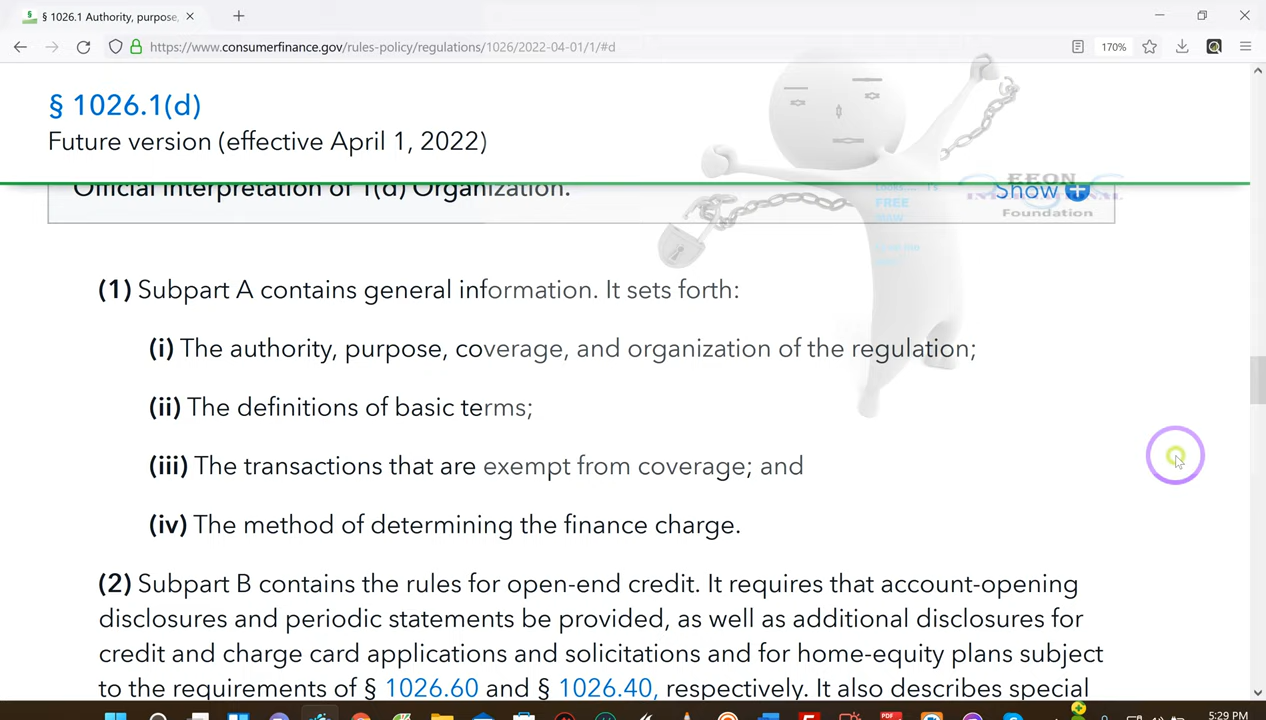 § 1026.1 Authority, purpose,
https://www.consumerfinance.gov/rules-policy/regulations/1026/2022-04-01/1/#d
170%
§ 1026.1(d)
Future version (effective April 1, 2022)
Official interpretation of 1(d) Organization.
Show
EEON
Foundation
FREE
(1) Subpart A contains general information. It sets forth:
(i) The authority, purpose, coverage, and organization of the regulation;
(ii) The definitions of basic terms;
(iii) The transactions that are exempt from coverage; and
(iv) The method of determining the finance charge.
(2) Subpart B contains the rules for open-end credit. It requires that account-opening
disclosures and periodic statements be provided, as well as additional disclosures for
credit and charge card applications and solicitations and for home-equity plans subject
to the requirements of § 1026.60 and § 1026.40, respectively. It also describes special
5:29 PM